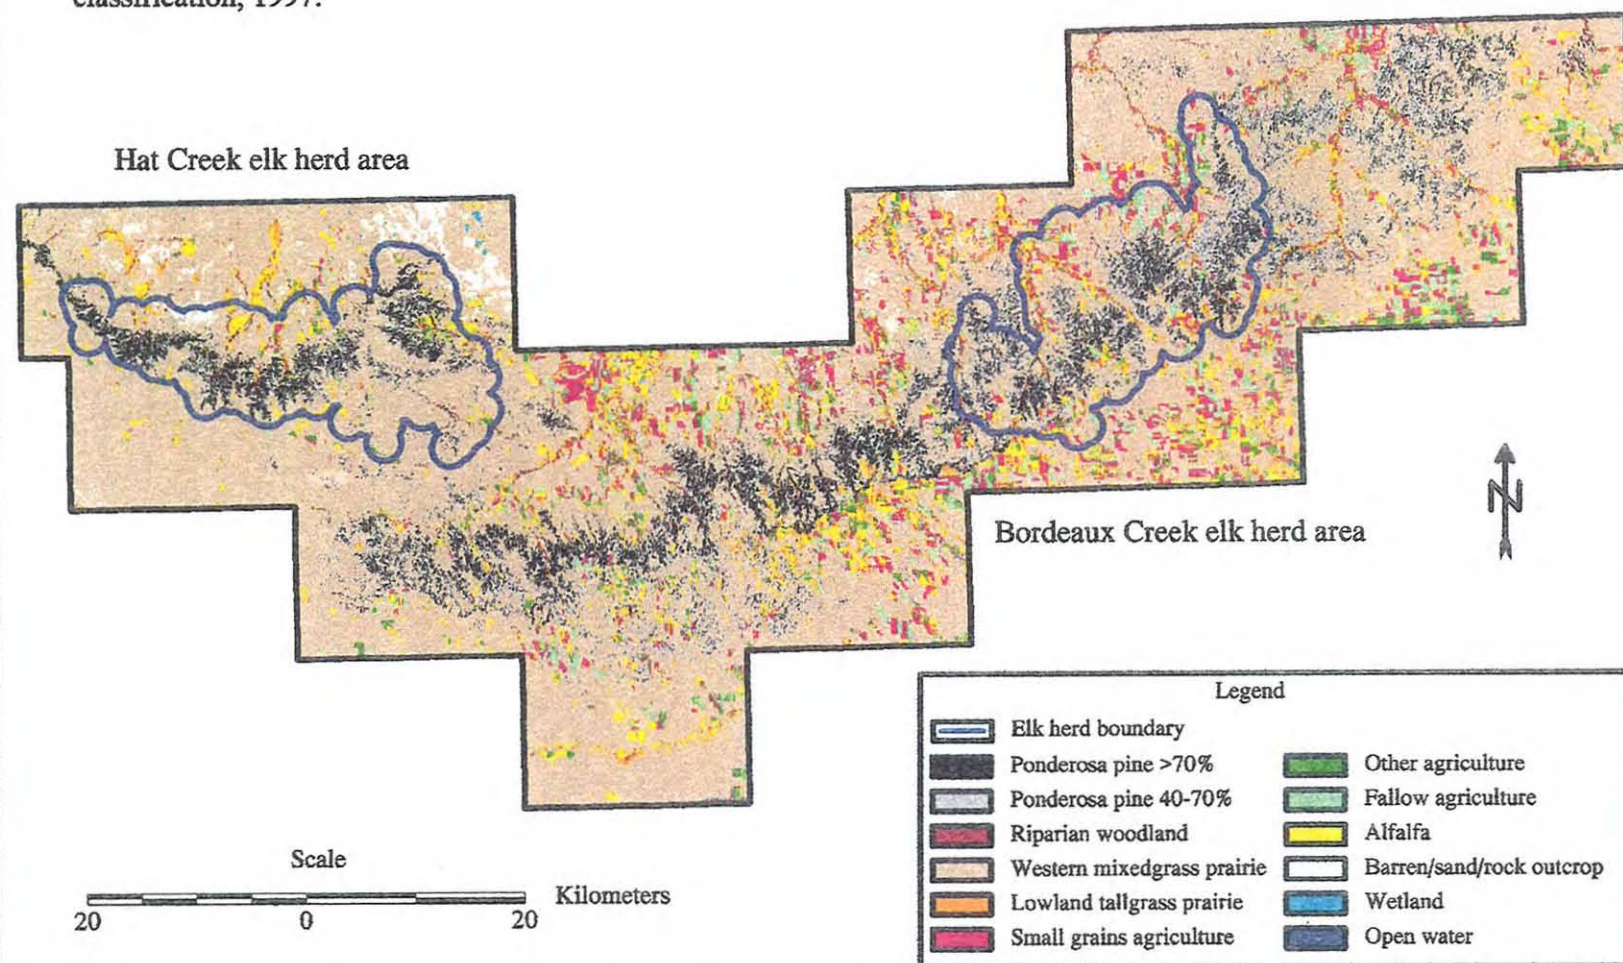 classification, 1997.
Hat Creek elk herd area
Bordeaux Creek elk herd area
N
Scale
Kilometers
20 0 20
Legend
Elk herd boundary
Ponderosa pine >70%
Ponderosa pine 40-70%
Riparian woodland
Western mixedgrass prairie
Lowland tallgrass prairie
Small grains agriculture
Other agriculture
Fallow agriculture
Alfalfa
Barren/sand/rock outcrop
Wetland
Open water